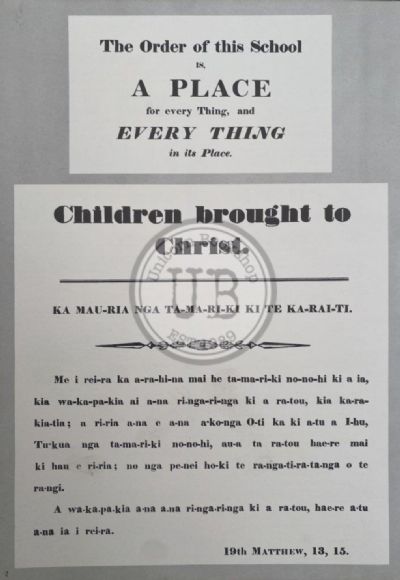 The Order of this School
is,
A PLACE
for every Thing, and
EVERY THING
in its Place.
Children brought to
Christ.
KA MAU-RIA NGA TA-MA-RI-KI KI TE KA-RAI-TI.
Me i rei-ra ka a-ra-hi-na mai he ta-ma-ri-ki no-no-hi ki a ia,
kia wa-ka-pa-kia ai a-na ri-nga-ri-nga ki a ra-tou, kia ka-ra-
kia-tia; a ri-ria a-na e a-na a-ko-nga O-ti ka ki a-tu a I-hu,
Tu-kua nga ta-ma-ri-ki no-no-hi, au-a ta ra-tou hae-re mai
ki hau e ri-ria; no nga pe-nei ho-ki te ra-nga-ti-ra-ta-nga o te
ra-ngi.
A wa-ka-pa-kia a-na a-na ri-nga-ri-nga ki a ra-tou, hae-re a-tu
a-na ia i rei-ra.
19th MATTHEW, 13, 15.
UB
2